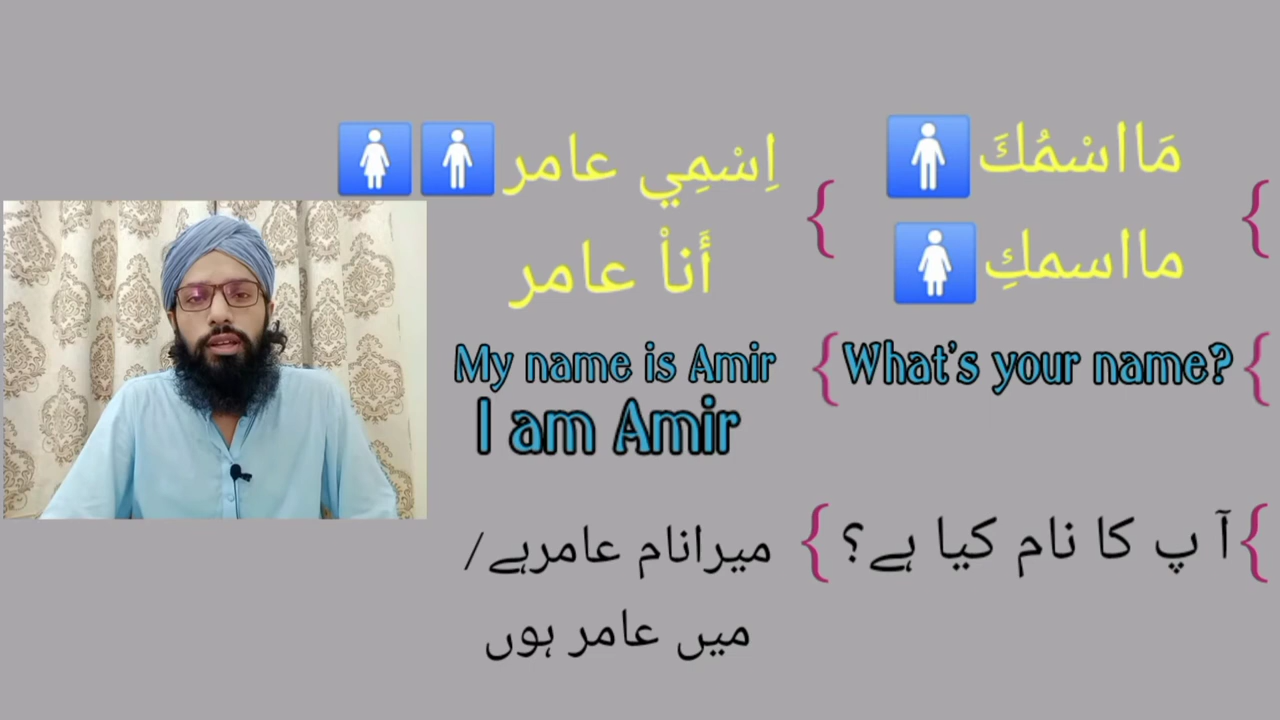 مَااسْمُكَ
مااسمكِ
اِسْمِي عامر
أَناْ عامر
What's your name?
My name is Amir
I am Amir
آ پ کا نام کیا ہے؟
میرانام عامرہے/
میں عامر ہوں